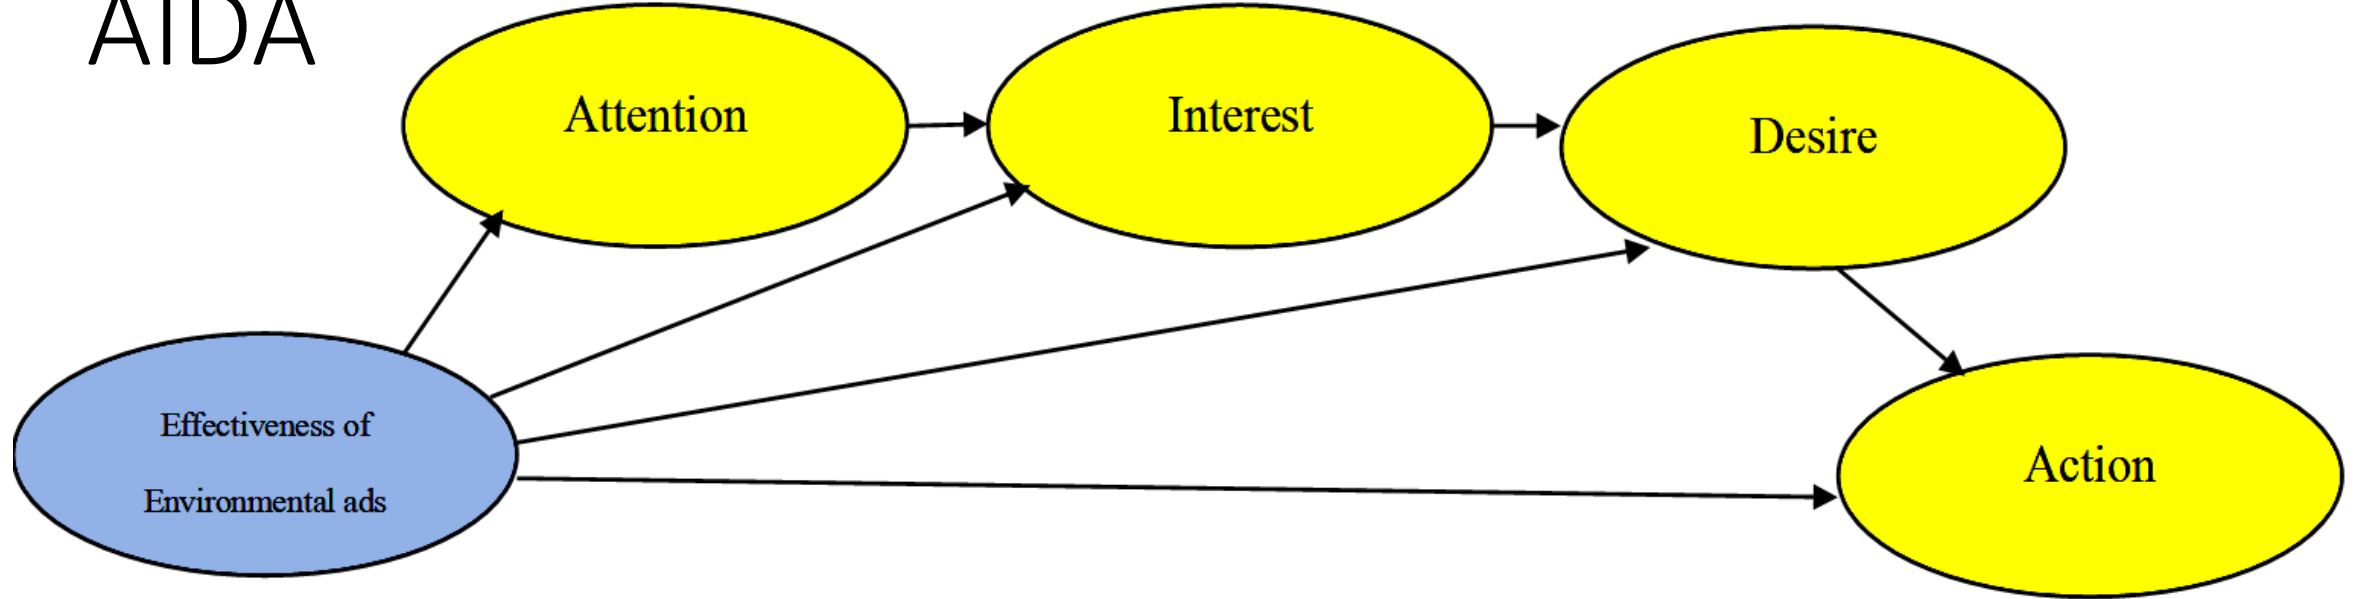 AIDA
Attention
Interest
Desire
Effectiveness of
Environmental ads
Action